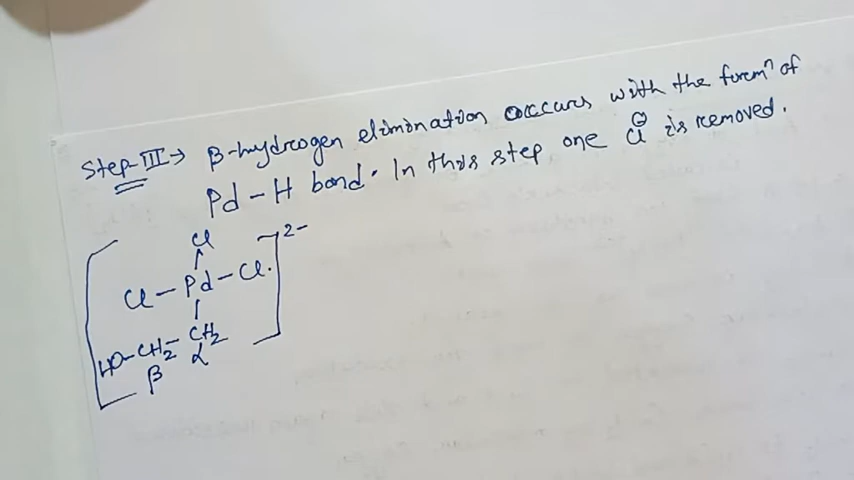 Step-III → β-hydrogen elimination occurs with the formⁿ of
Pd-H bond. In this step one Cl⊖ is removed.
Cl
2-
Cl-Pd-Cl.
HO-CH₂-CH₂
β α